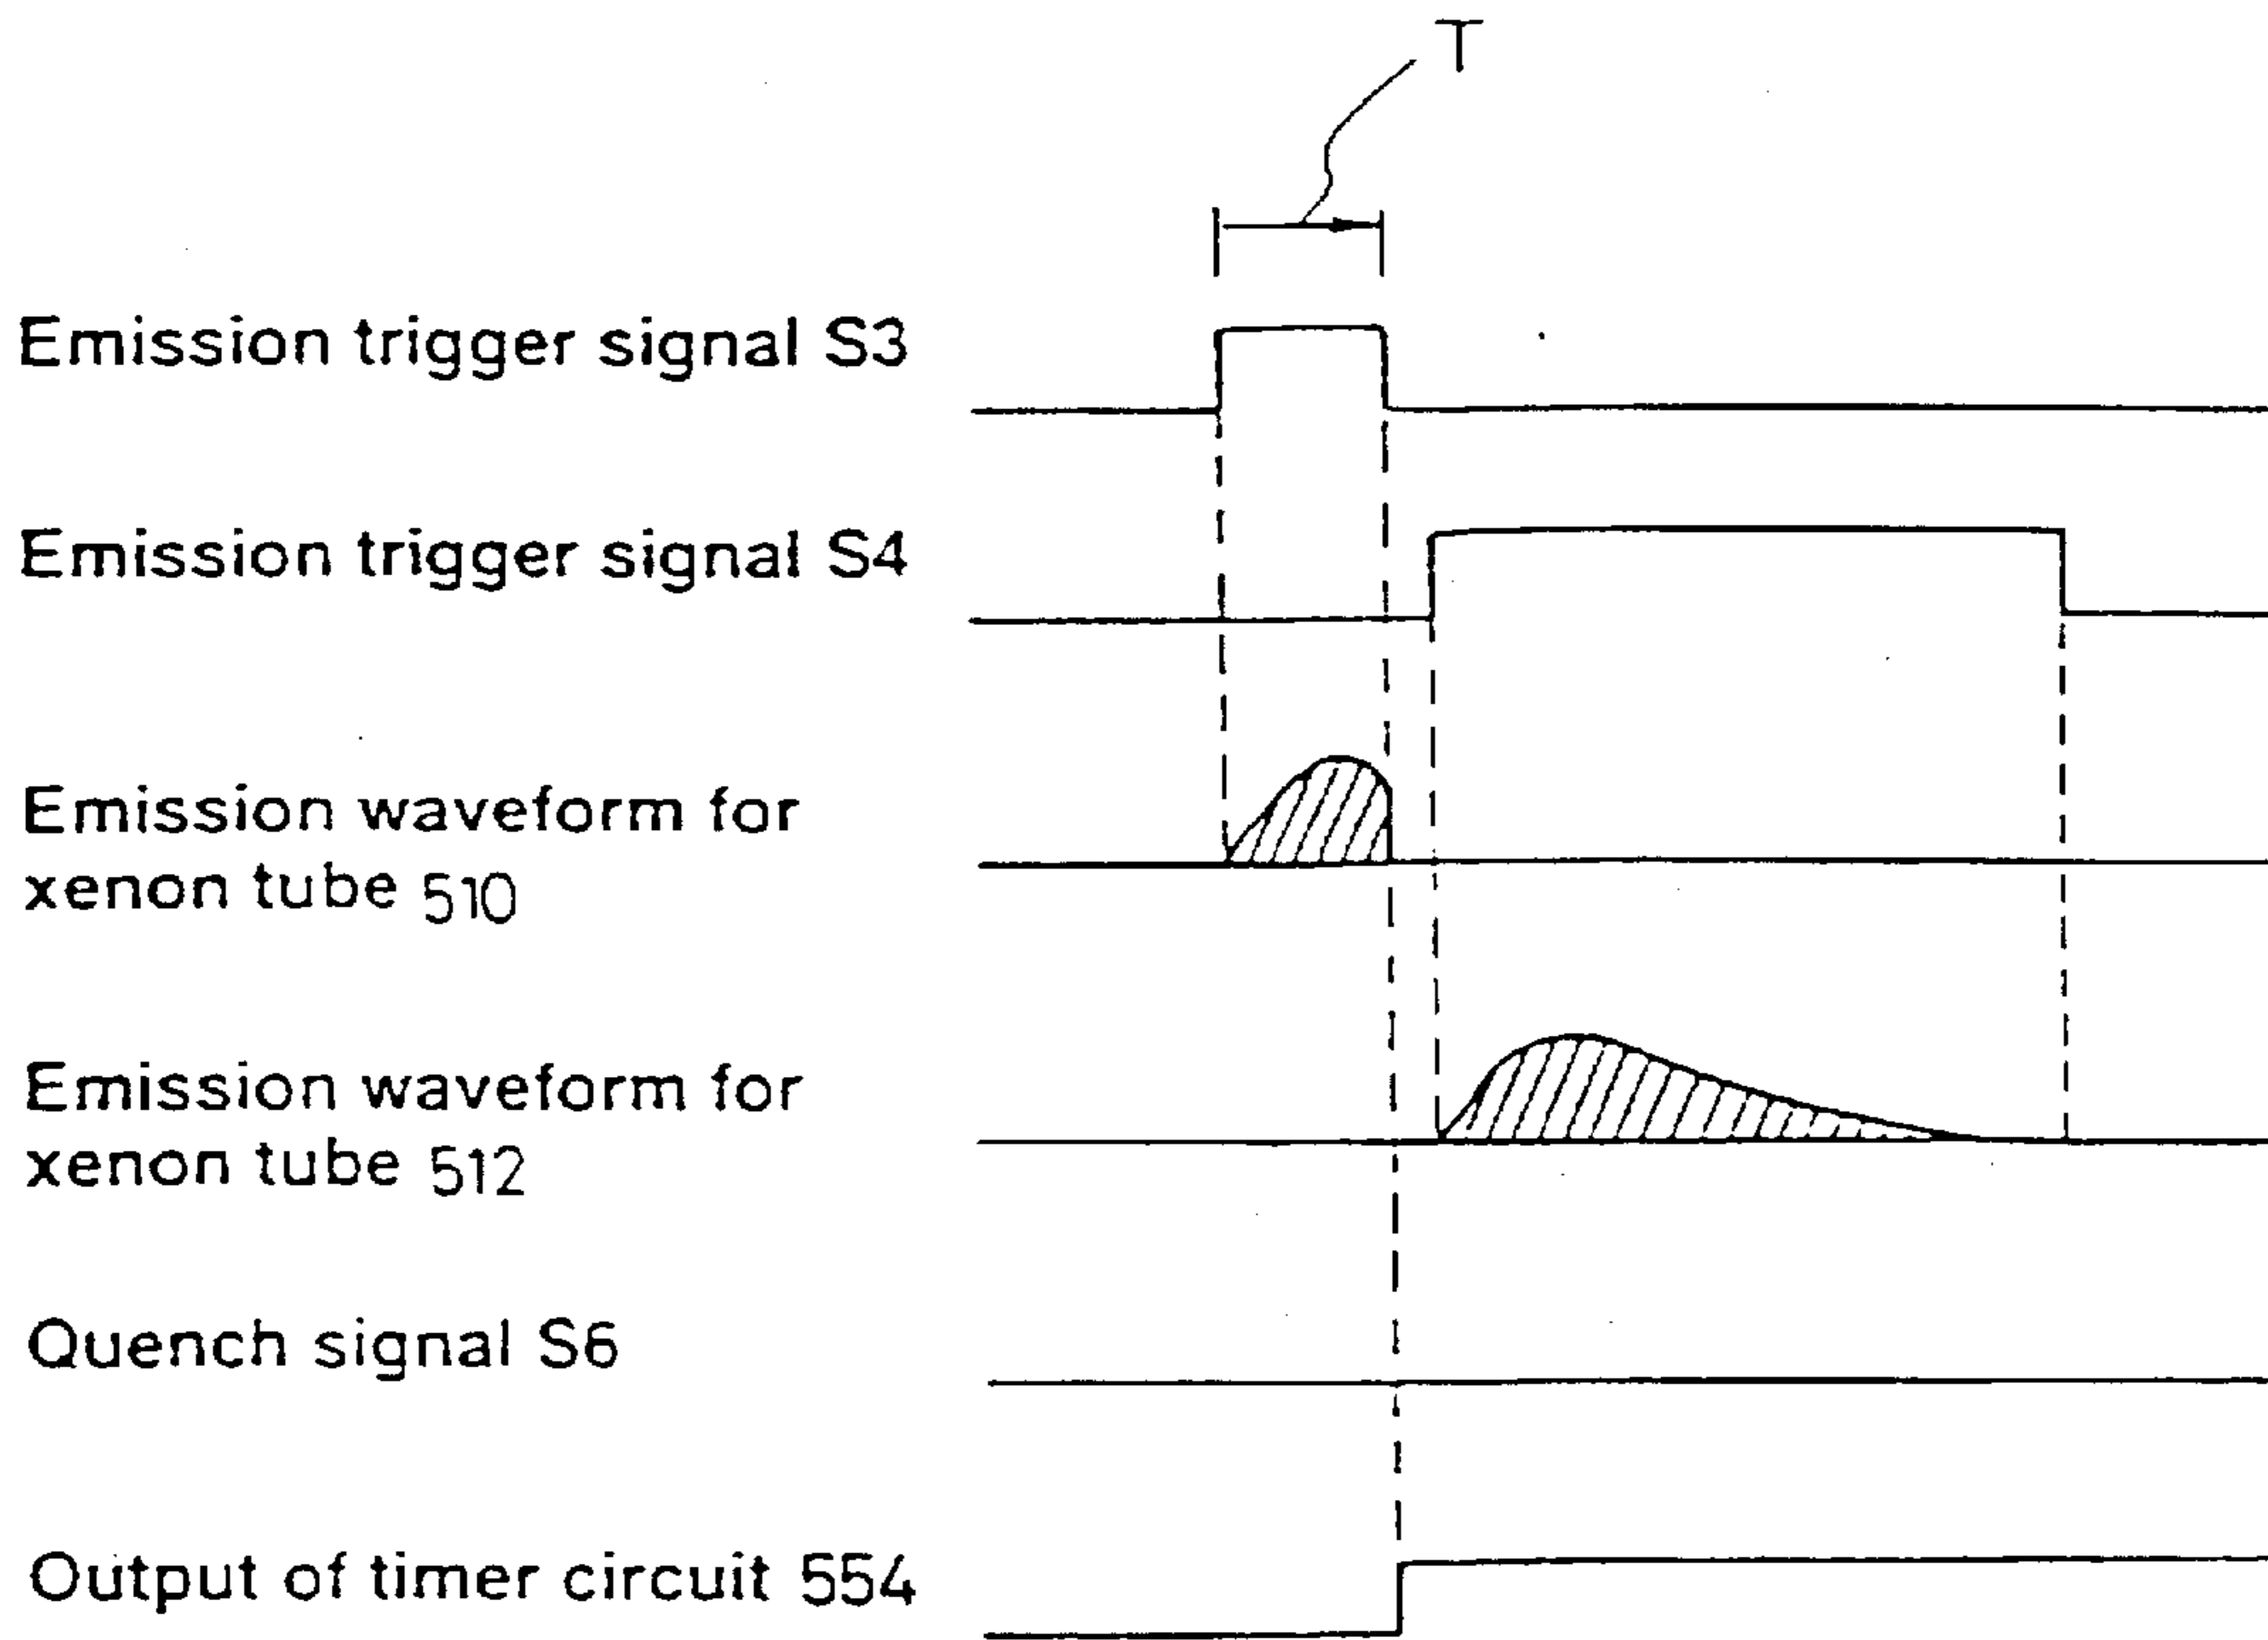 T
Emission trigger signal S3
Emission trigger signal S4
Emission waveform for
xenon tube 510
Emission waveform for
xenon tube 512
Quench signal S6
Output of timer circuit 554